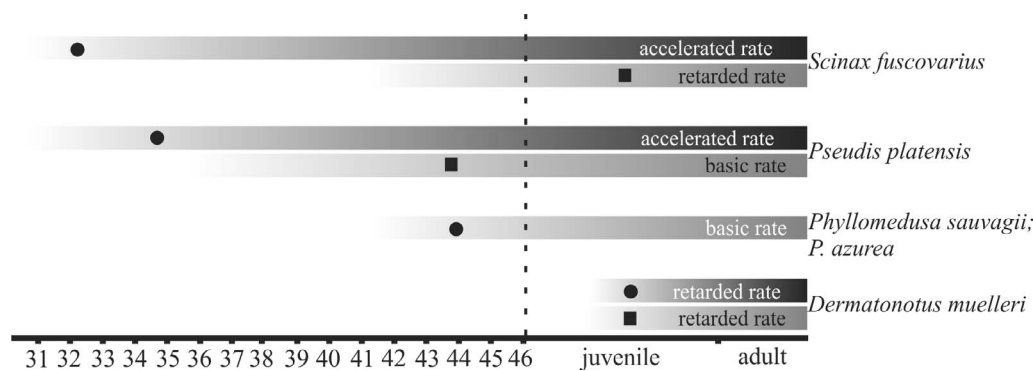 accelerated rate
Scinax fuscovarius
retarded rate
accelerated rate
Pseudis platensis
basic rate
basic rate
Phyllomedusa sauvagii;
P. azurea
retarded rate
Dermatonotus muelleri
retarded rate
31 32 33 34 35 36 37 38 39 40 41 42 43 44 45 46 juvenile adult